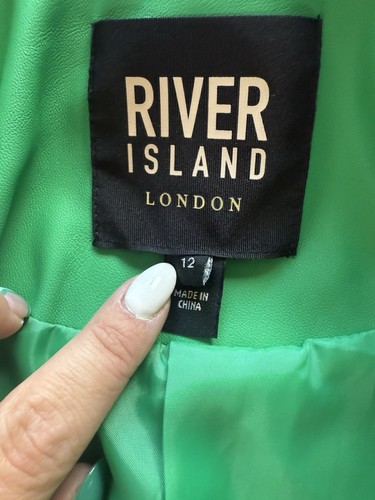 RIVER
ISLAND
LONDON
12
MADE IN
CHINA